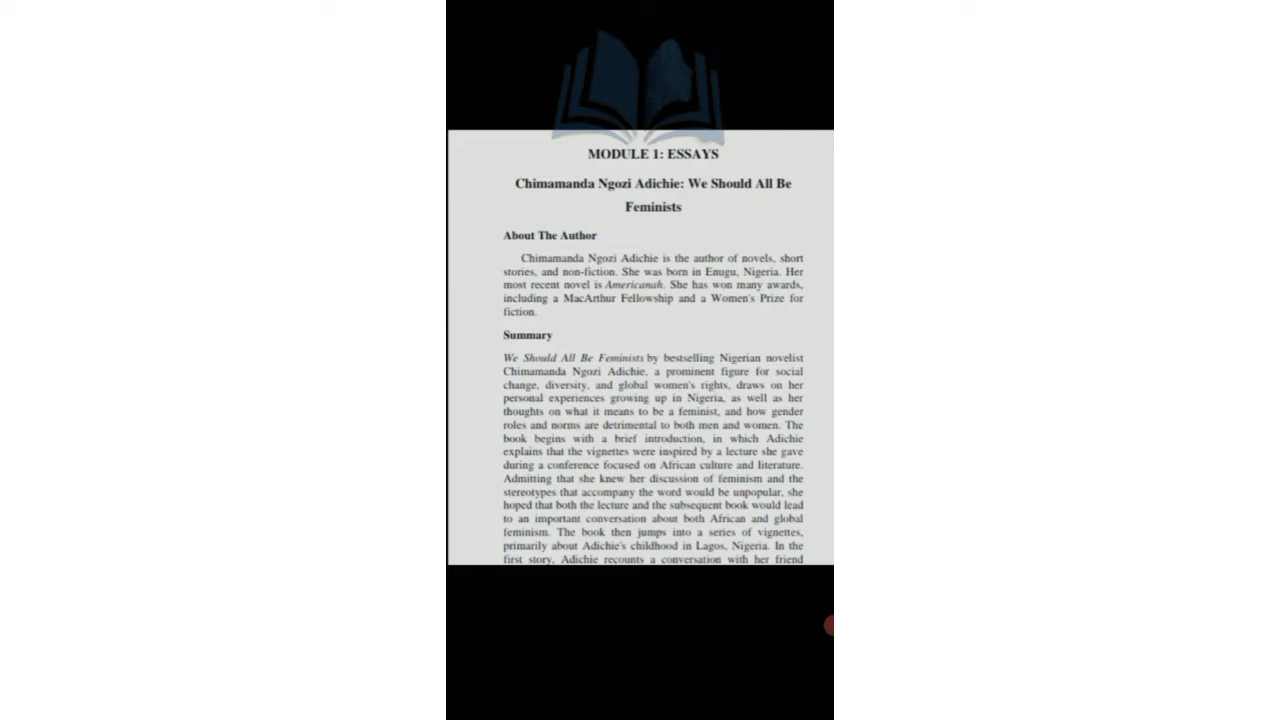 MODULE 1: ESSAYS
Chimamanda Ngozi Adichie: We Should All Be
Feminists
About The Author
Chimamanda Ngozi Adichie is the author of novels, short
stories, and non-fiction. She was born in Enugu, Nigeria. Her
most recent novel is Americanah. She has won many awards,
including a MacArthur Fellowship and a Women's Prize for
fiction.
Summary
We Should All Be Feminists by bestselling Nigerian novelist
Chimamanda Ngozi Adichie, a prominent figure for social
change, diversity, and global women's rights, draws on her
personal experiences growing up in Nigeria, as well as her
thoughts on what it means to be a feminist, and how gender
roles and norms are detrimental to both men and women. The
book begins with a brief introduction, in which Adichie
explains that the vignettes were inspired by a lecture she gave
during a conference focused on African culture and literature.
Admitting that she knew her discussion of feminism and the
stereotypes that accompany the word would be unpopular, she
hoped that both the lecture and the subsequent book would lead
to an important conversation about both African and global
feminism. The book then jumps into a series of vignettes,
primarily about Adichie's childhood in Lagos, Nigeria. In the
first story, Adichie recounts a conversation with her friend